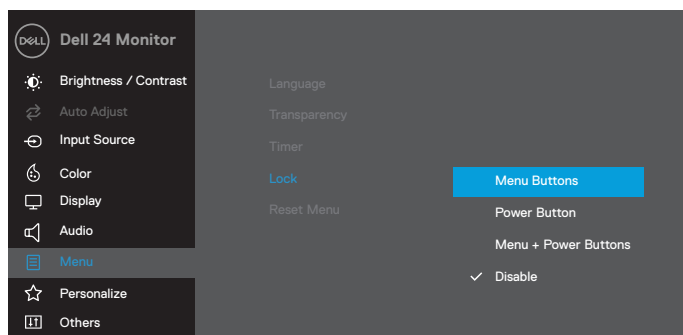 DELL Dell 24 Monitor
Brightness / Contrast
Auto Adjust
Input Source
Color
Display
Audio
Menu
Personalize
Others
Language
Transparency
Timer
Lock
Reset Menu
Menu Buttons
Power Button
Menu + Power Buttons
Disable